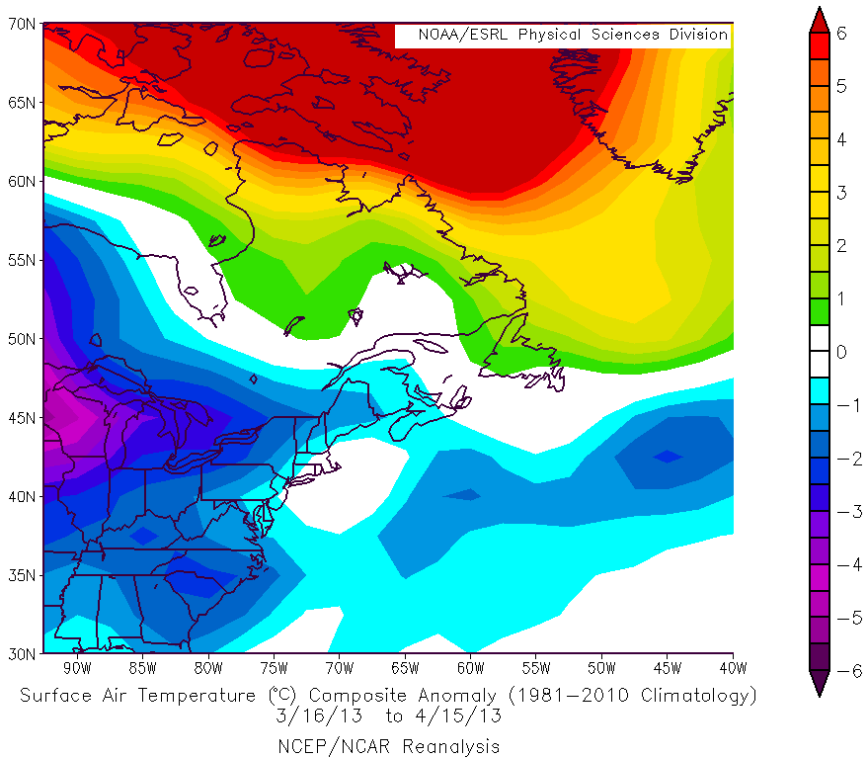 NOAA/ESRL Physical Sciences Division
70N
65N
60N
55N
50N
45N
40N
35N
30N
90W 85W 80W 75W 70W 65W 60W 55W 50W 45W 40W
6
5
4
3
2
1
0
−1
−2
−3
−4
−5
−6
Surface Air Temperature (°C) Composite Anomaly (1981−2010 Climatology)
3/16/13 to 4/15/13
NCEP/NCAR Reanalysis